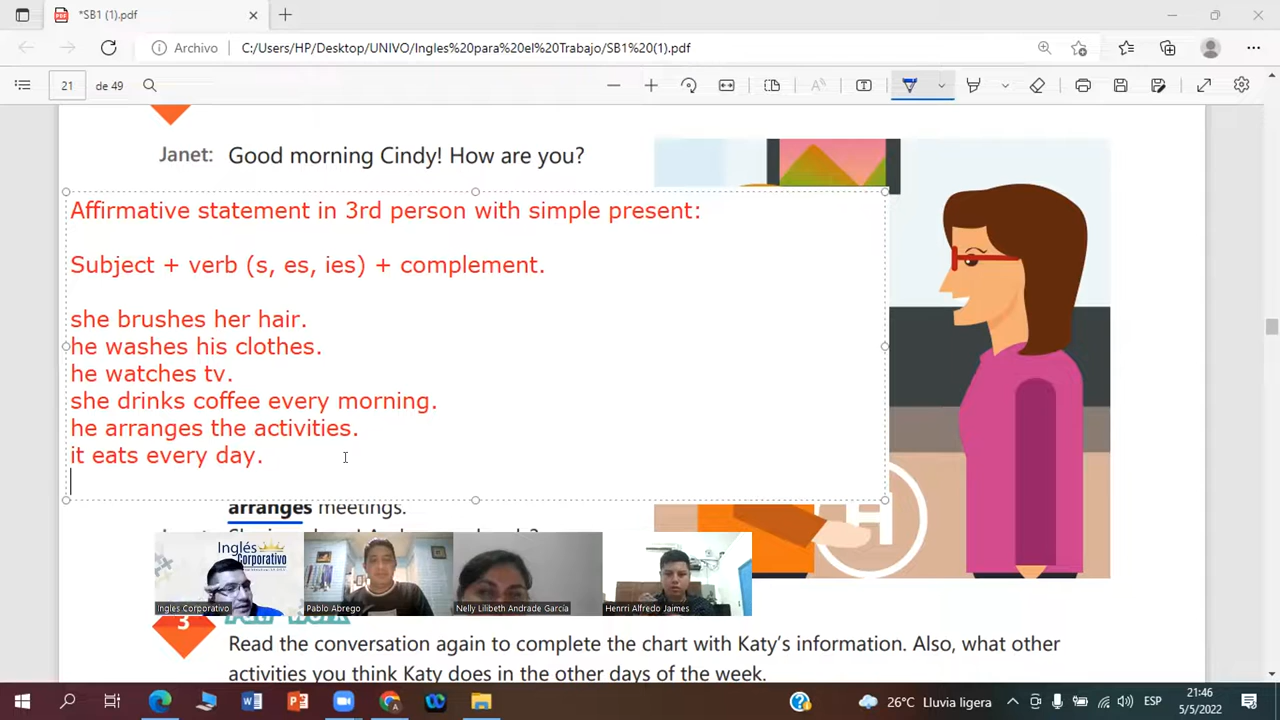 *SB1 (1).pdf
Archivo
C:/Users/HP/Desktop/UNIVO/Ingles%20para%20el%20Trabajo/SB1%20(1).pdf
21 de 49
Janet: Good morning Cindy! How are you?
Affirmative statement in 3rd person with simple present:
Subject + verb (s, es, ies) + complement.
she brushes her hair.
he washes his clothes.
he watches tv.
she drinks coffee every morning.
he arranges the activities.
it eats every day.
arranges meetings.
Inglés Corporativo
Ingles Corporativo
Pablo Abrego
Nelly Lilibeth Andrade García
Henrri Alfredo Jaimes
3
Read the conversation again to complete the chart with Katy's information. Also, what other
activities you think Katy does in the other days of the week.
26°C Lluvia ligera
ESP
21:46
5/5/2022